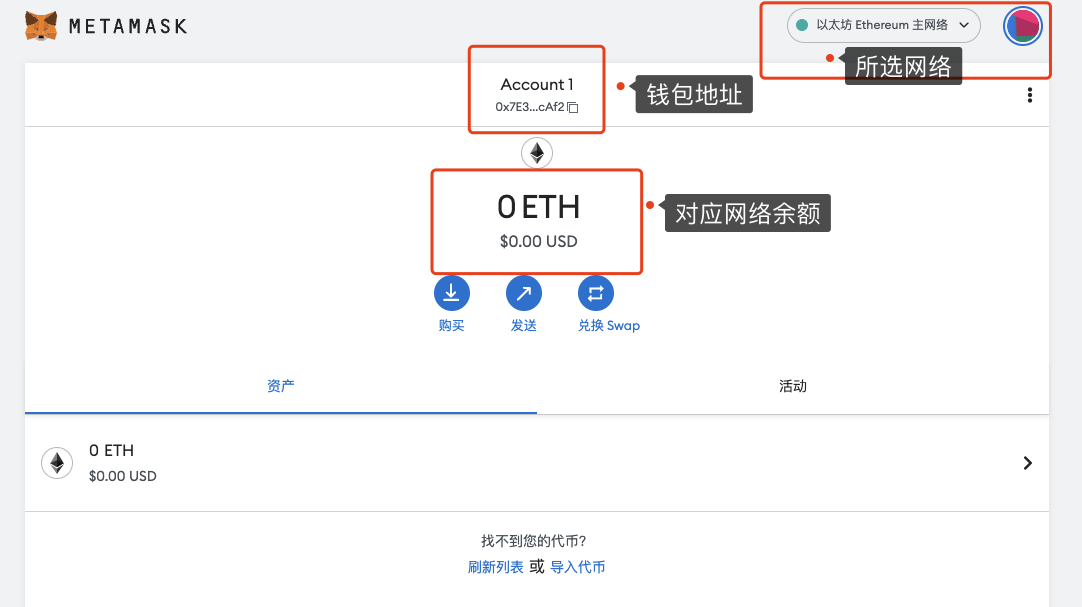 METAMASK
以太坊 Ethereum 主网络
所选网络
Account 1
0x7E3...cAf2
钱包地址
0 ETH
$0.00 USD
对应网络余额
购买
发送
兑换 Swap
资产
活动
0 ETH
$0.00 USD
找不到您的代币?
刷新列表 或 导入代币